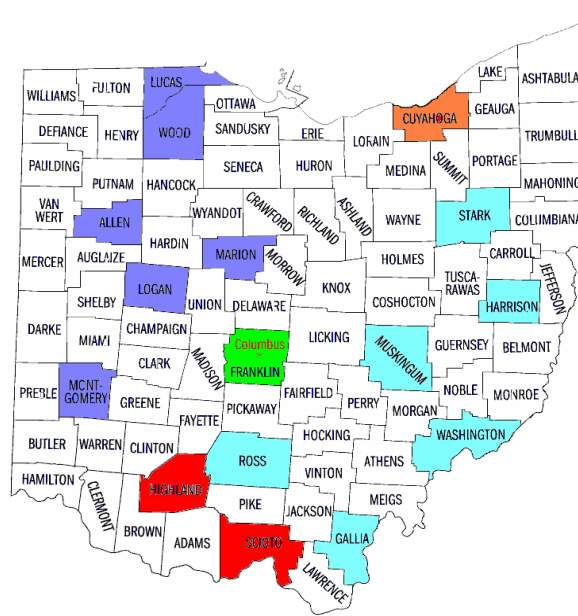 LAKE
ASHTABULA
WILLIAMS
FULTON
LUCAS
OTTAWA
CUYAHOGA
GEAUGA
DEFIANCE
HENRY
WOOD
SANDUSKY
ERIE
LORAIN
TRUMBULL
PAULDING
PUTNAM
HANCOCK
SENECA
HURON
MEDINA
SUMMIT
PORTAGE
MAHONING
VAN
WERT
ALLEN
WYANDOT
CRAWFORD
RICHLAND
ASHLAND
WAYNE
STARK
COLUMBIANA
MERCER
AUGLAIZE
HARDIN
MARION
MORROW
HOLMES
CARROLL
JEFFERSON
SHELBY
LOGAN
UNION
DELAWARE
KNOX
COSHOCTON
TUSCA-
RAWAS
HARRISON
DARKE
MIAMI
CHAMPAIGN
CLARK
MADISON
Columbus
FRANKLIN
LICKING
MUSKINGUM
GUERNSEY
BELMONT
PREBLE
MONT-
GOMERY
GREENE
FAYETTE
PICKAWAY
FAIRFIELD
PERRY
MORGAN
NOBLE
MONROE
BUTLER
WARREN
CLINTON
ROSS
HOCKING
ATHENS
WASHINGTON
HAMILTON
CLERMONT
HIGHLAND
PIKE
VINTON
JACKSON
MEIGS
BROWN
ADAMS
SCIOTO
GALLIA
LAWRENCE